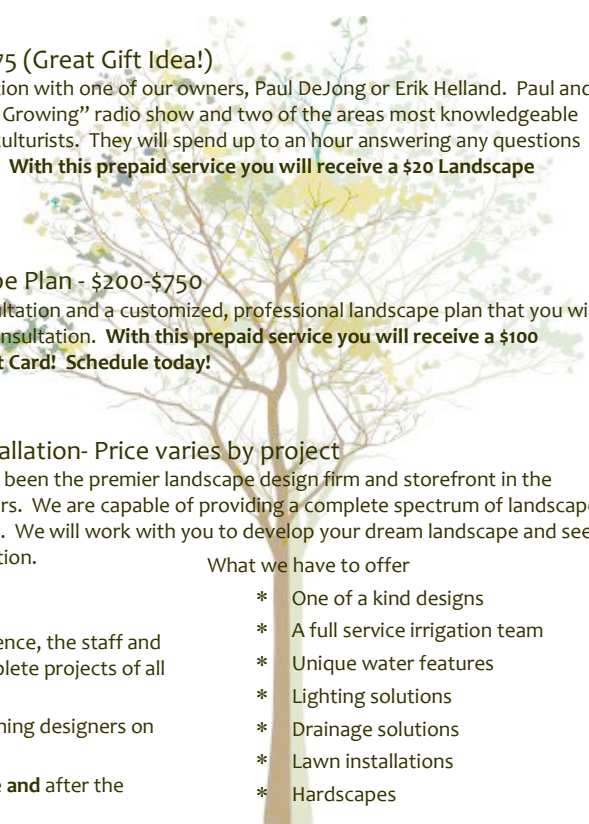 75 (Great Gift Idea!)
tion with one of our owners, Paul DeJong or Erik Helland.  Paul and
Growing” radio show and two of the areas most knowledgeable
culturists.  They will spend up to an hour answering any questions
With this prepaid service you will receive a $20 Landscape
pe Plan - $200-$750
ultation and a customized, professional landscape plan that you wi
nsultation.  With this prepaid service you will receive a $100
t Card!  Schedule today!
allation- Price varies by project
been the premier landscape design firm and storefront in the
rs.  We are capable of providing a complete spectrum of landscape
.  We will work with you to develop your dream landscape and see
tion.
What we have to offer
* One of a kind designs
* A full service irrigation team
* Unique water features
* Lighting solutions
* Drainage solutions
* Lawn installations
* Hardscapes
ence, the staff and
plete projects of all
ning designers on
e and after the